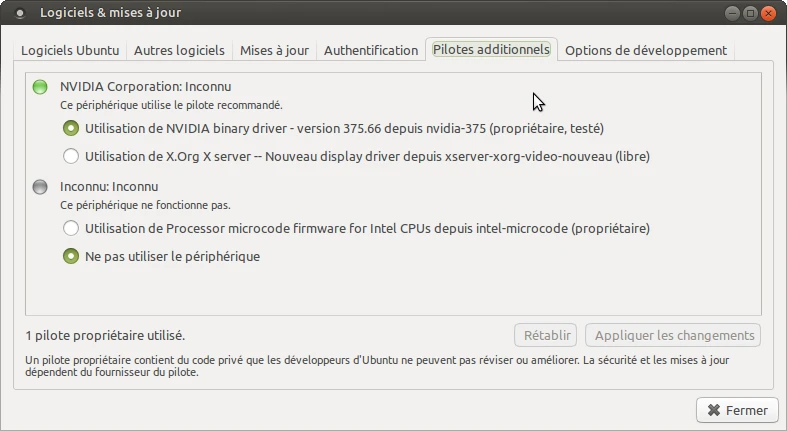 Logiciels & mises à jour
Logiciels Ubuntu
Autres logiciels
Mises à jour
Authentification
Pilotes additionnels
Options de développement
NVIDIA Corporation: Inconnu
Ce périphérique utilise le pilote recommandé.
Utilisation de NVIDIA binary driver - version 375.66 depuis nvidia-375 (propriétaire, testé)
Utilisation de X.Org X server -- Nouveau display driver depuis xserver-xorg-video-nouveau (libre)
Inconnu: Inconnu
Ce périphérique ne fonctionne pas.
Utilisation de Processor microcode firmware for Intel CPUs depuis intel-microcode (propriétaire)
Ne pas utiliser le périphérique
1 pilote propriétaire utilisé.
Rétablir
Appliquer les changements
Un pilote propriétaire contient du code privé que les développeurs d'Ubuntu ne peuvent pas réviser ou améliorer. La sécurité et les mises à jour
dépendent du fournisseur du pilote.
Fermer